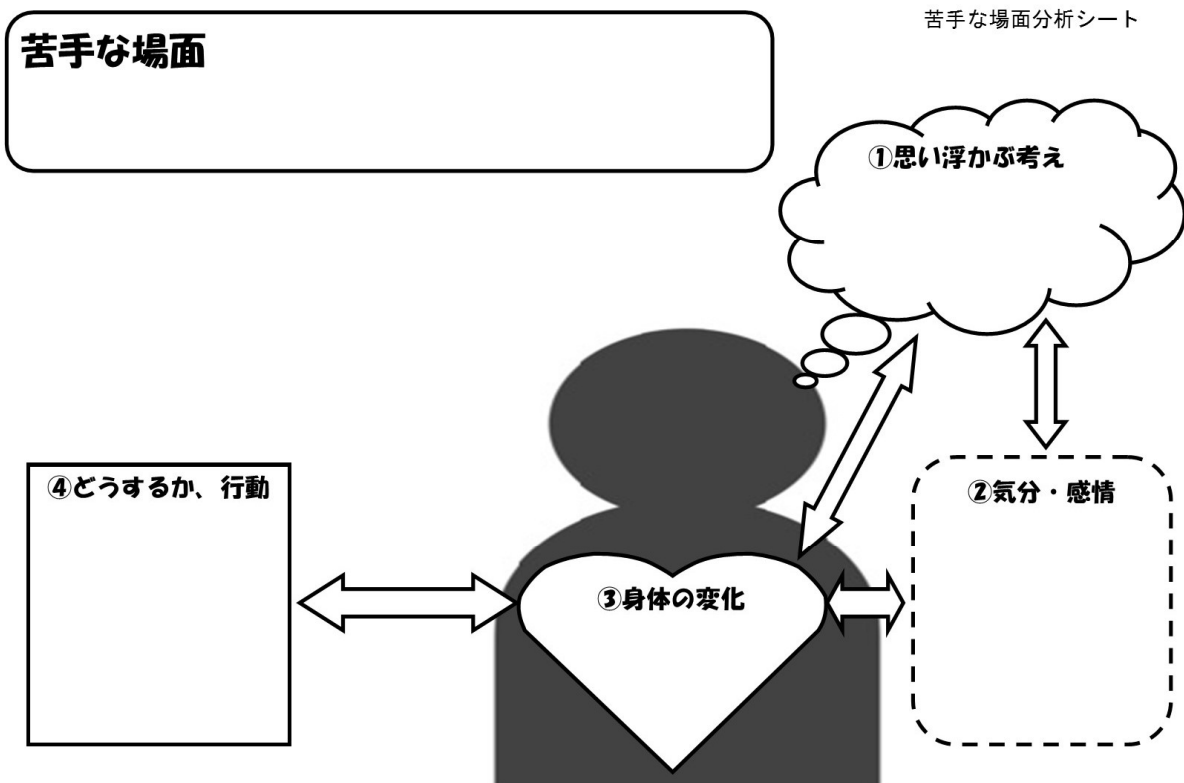 苦手な場面分析シート
苦手な場面
①思い浮かぶ考え
④どうするか、行動
②気分・感情
③身体の変化